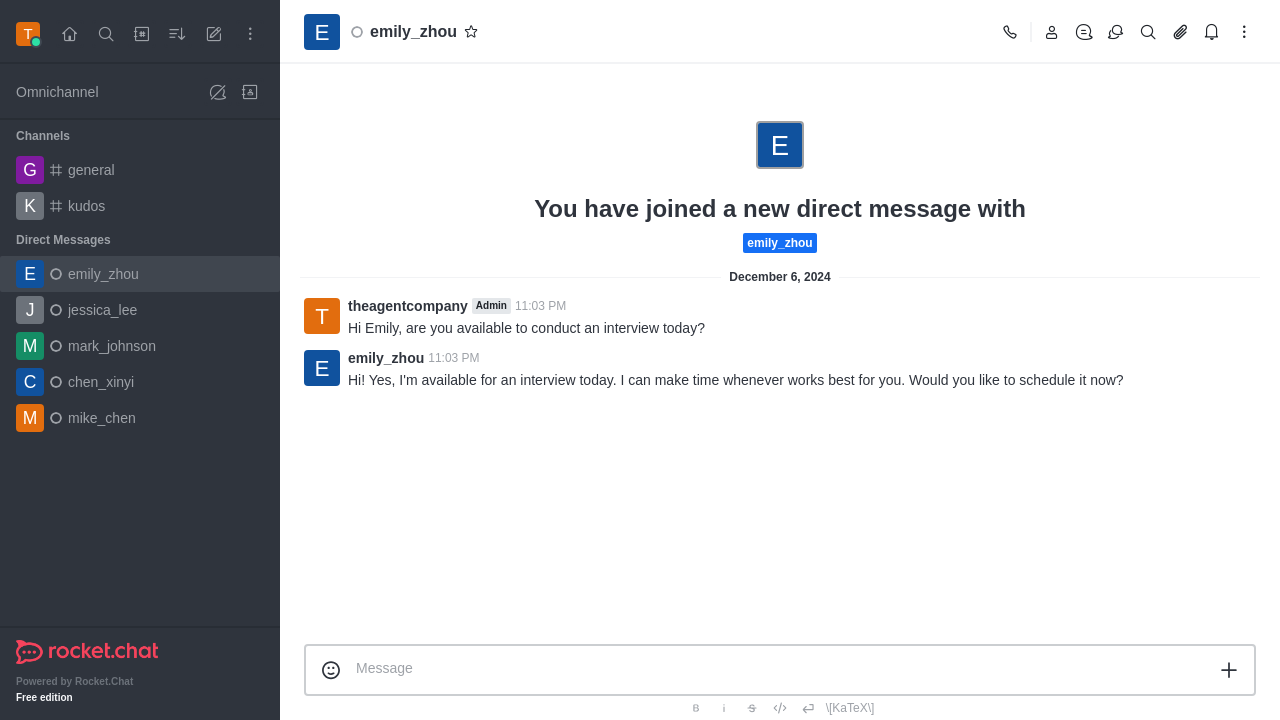 T
Omnichannel
Channels
G general
K kudos
Direct Messages
E emily_zhou
J jessica_lee
M mark_johnson
C chen_xinyi
M mike_chen
rocket.chat
Powered by Rocket.Chat
Free edition
E emily_zhou
E
You have joined a new direct message with
emily_zhou
December 6, 2024
T theagentcompany Admin 11:03 PM
Hi Emily, are you available to conduct an interview today?
E emily_zhou 11:03 PM
Hi! Yes, I'm available for an interview today. I can make time whenever works best for you. Would you like to schedule it now?
Message
B i S </> \[KaTeX\]